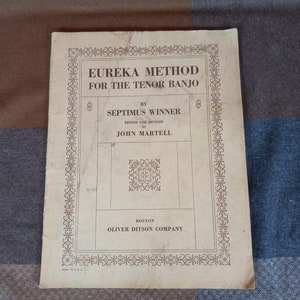 EUREKA METHOD
FOR THE TENOR BANJO
BY
SEPTIMUS WINNER
EDITED AND REVISED
BY
JOHN MARTELL
BOSTON
OLIVER DITSON COMPANY